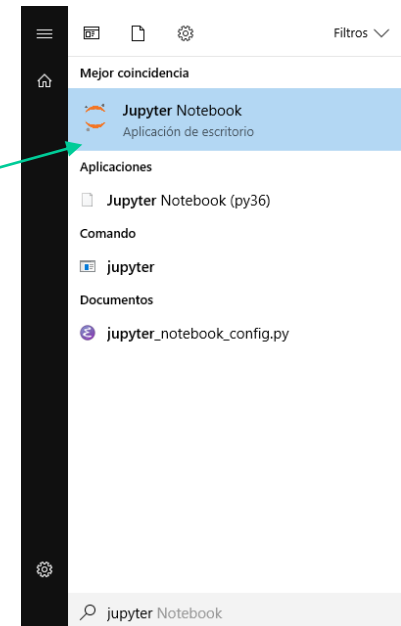 Filtros
Mejor coincidencia
Jupyter Notebook
Aplicación de escritorio
Aplicaciones
Jupyter Notebook (py36)
Comando
jupyter
Documentos
jupyter_notebook_config.py
jupyter Notebook